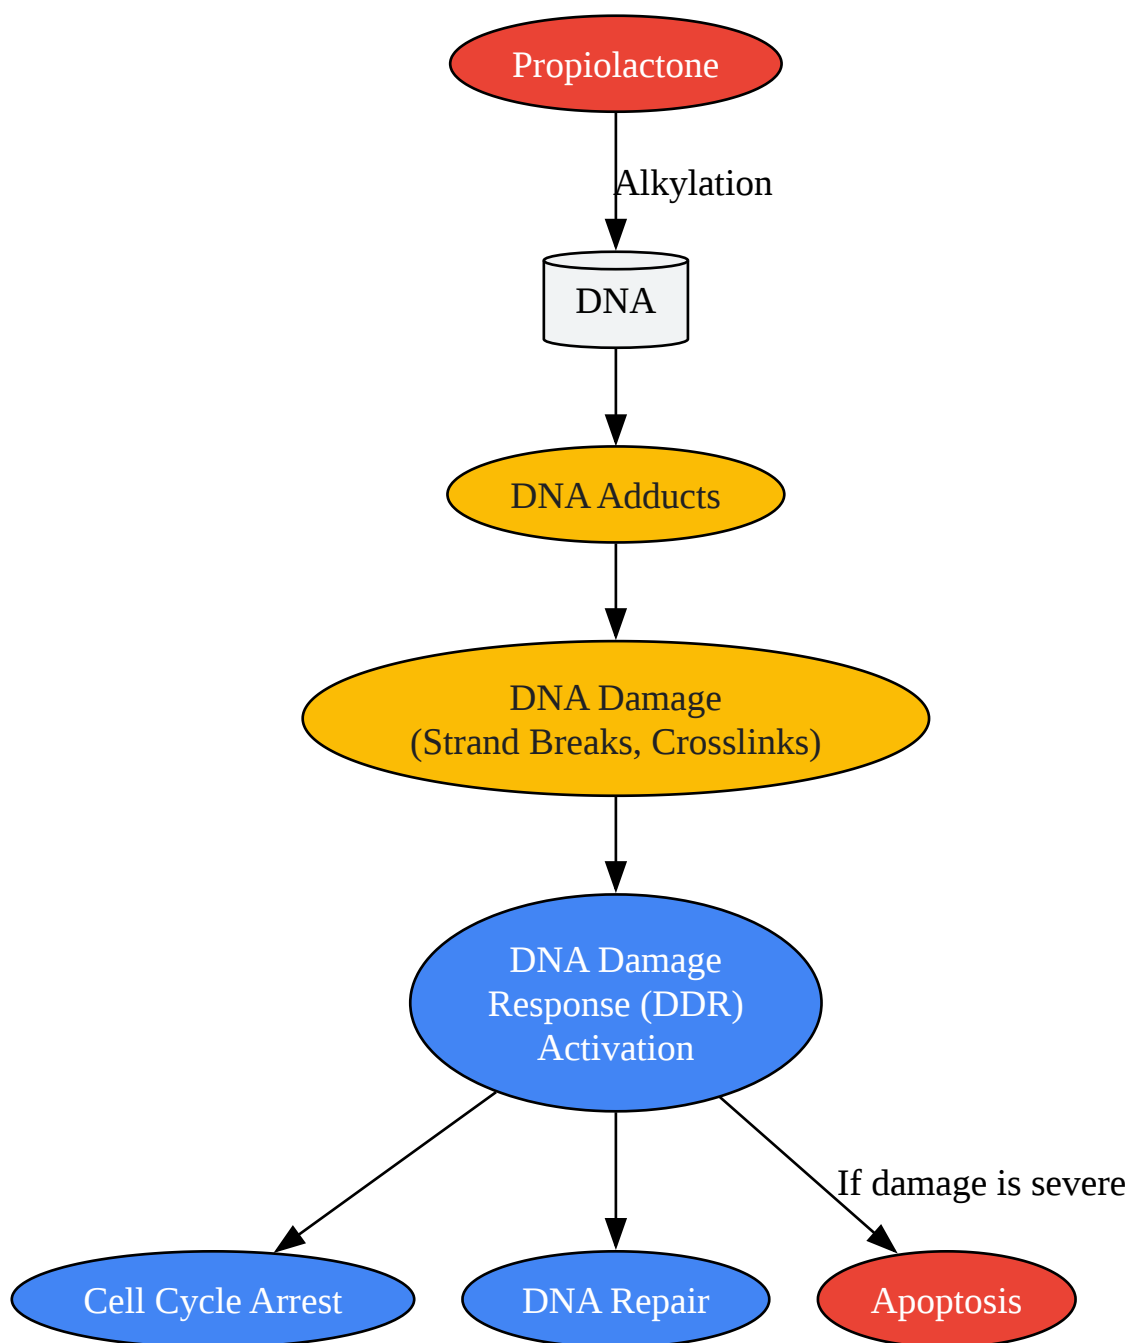 Propiolactone
Alkylation
DNA
DNA Adducts
DNA Damage
(Strand Breaks, Crosslinks)
DNA Damage
Response (DDR)
Activation
If damage is severe
Cell Cycle Arrest
DNA Repair
Apoptosis